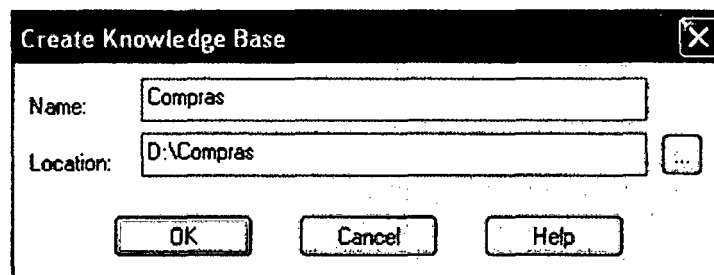 Create Knowledge Base
Name: Compras
Location: D:\Compras ...
OK Cancel Help